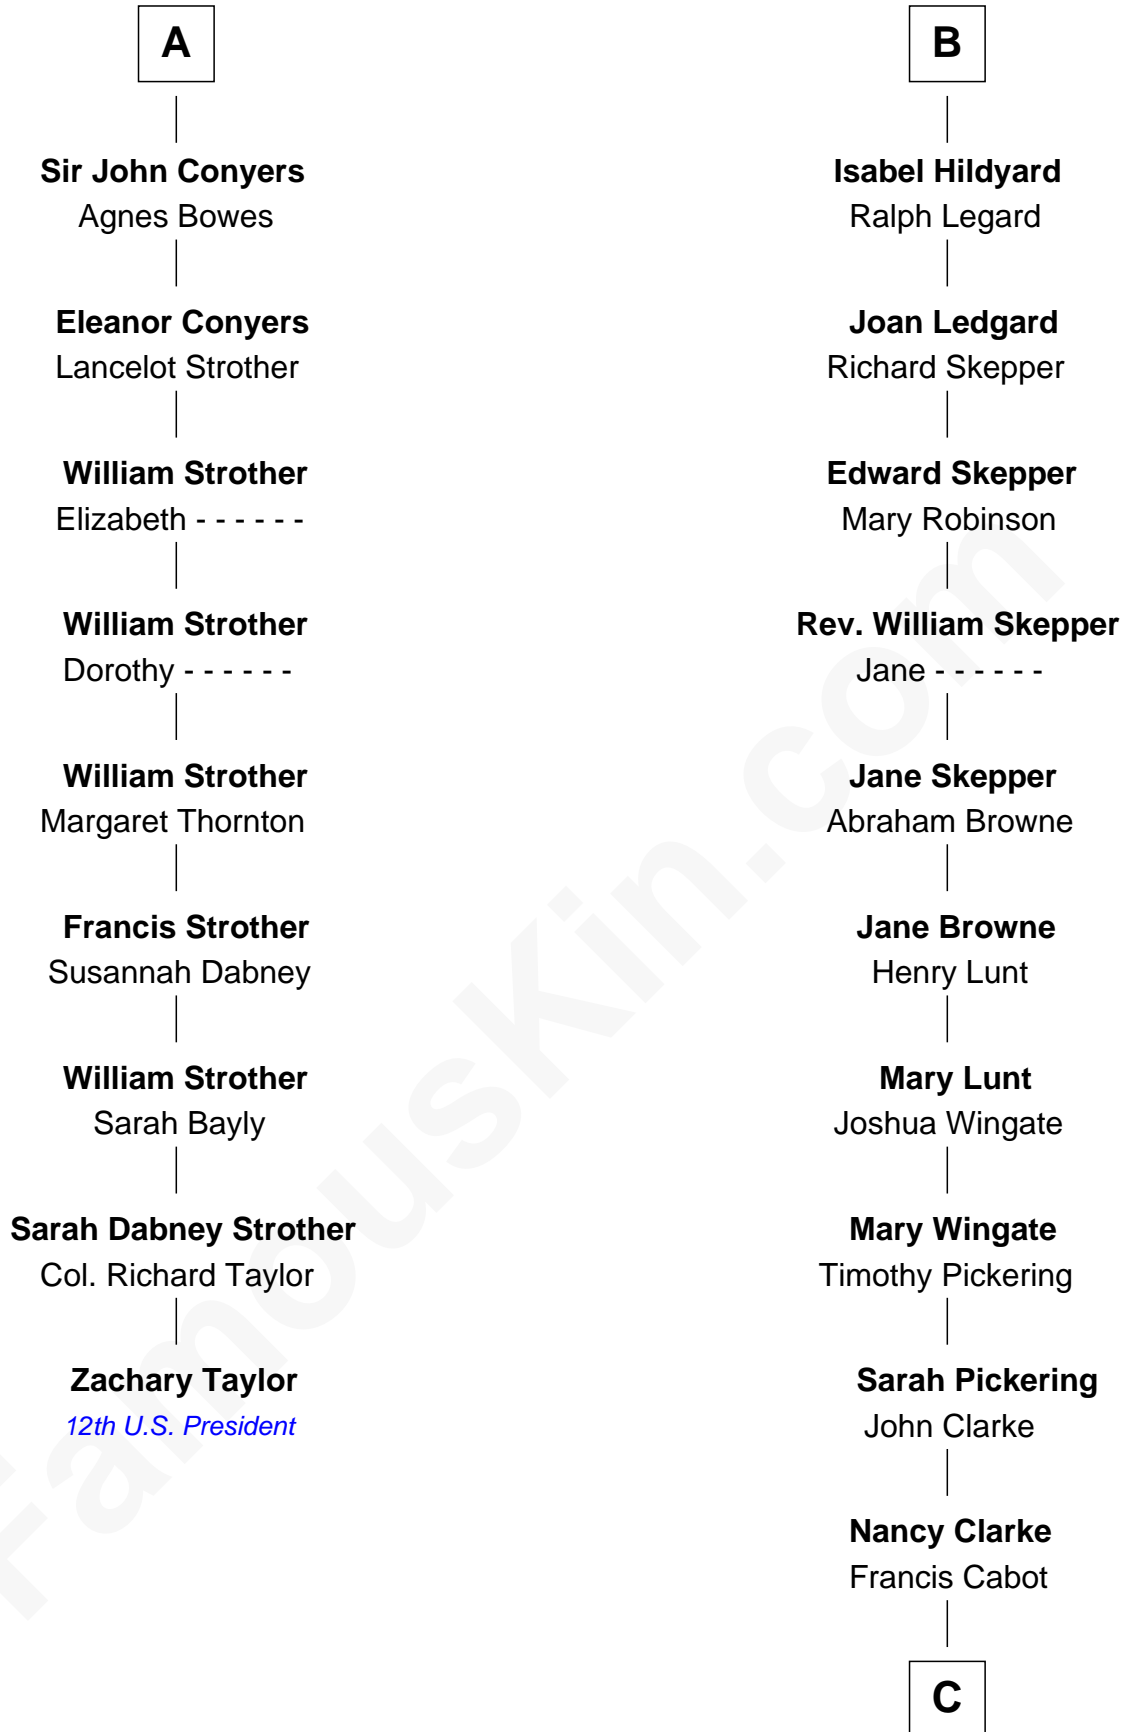 A
Sir John Conyers
Agnes Bowes
Eleanor Conyers
Lancelot Strother
William Strother
Elizabeth - - - - - -
William Strother
Dorothy - - - - - -
William Strother
Margaret Thornton
Francis Strother
Susannah Dabney
William Strother
Sarah Bayly
Sarah Dabney Strother
Col. Richard Taylor
Zachary Taylor
12th U.S. President
B
Isabel Hildyard
Ralph Legard
Joan Ledgard
Richard Skepper
Edward Skepper
Mary Robinson
Rev. William Skepper
Jane - - - - - -
Jane Skepper
Abraham Browne
Jane Browne
Henry Lunt
Mary Lunt
Joshua Wingate
Mary Wingate
Timothy Pickering
Sarah Pickering
John Clarke
Nancy Clarke
Francis Cabot
C
FamousKin.com